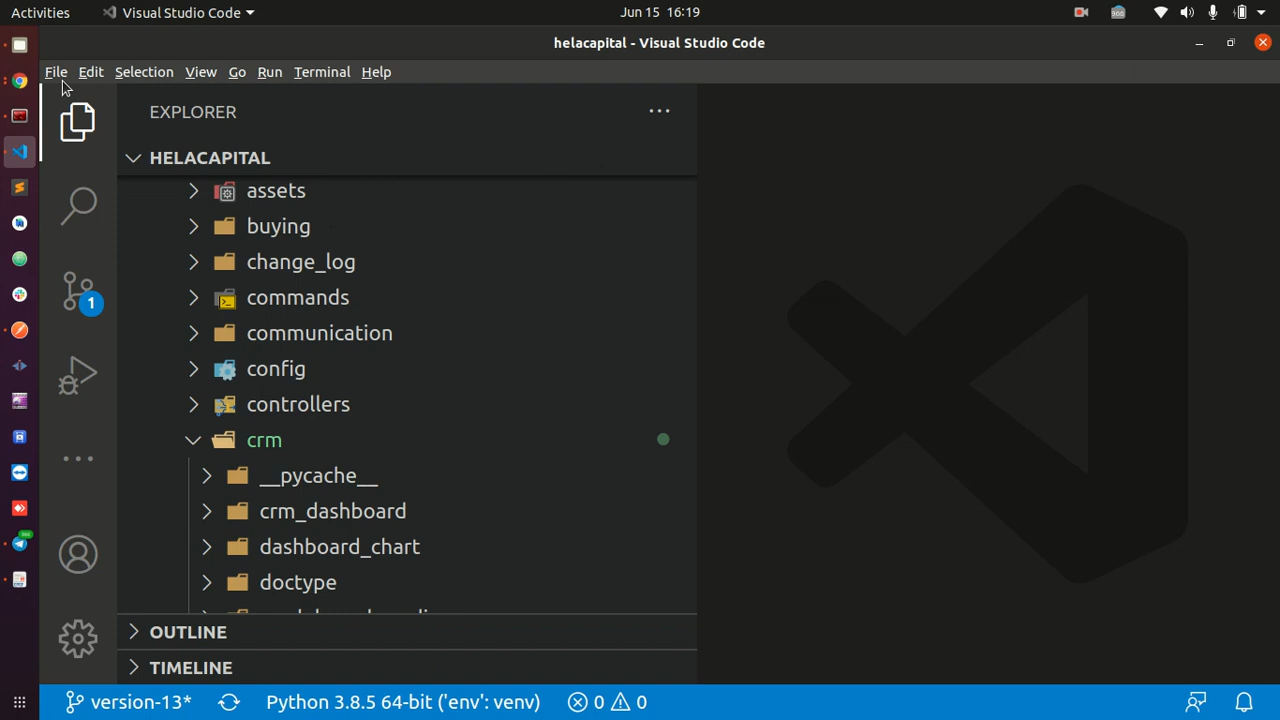 Activities
Visual Studio Code
Jun 15 16:19
helacapital - Visual Studio Code
File Edit Selection View Go Run Terminal Help
EXPLORER
HELACAPITAL
assets
buying
change_log
commands
communication
config
controllers
crm
__pycache__
crm_dashboard
dashboard_chart
doctype
OUTLINE
TIMELINE
1
version-13*
Python 3.8.5 64-bit ('env': venv)
0
0